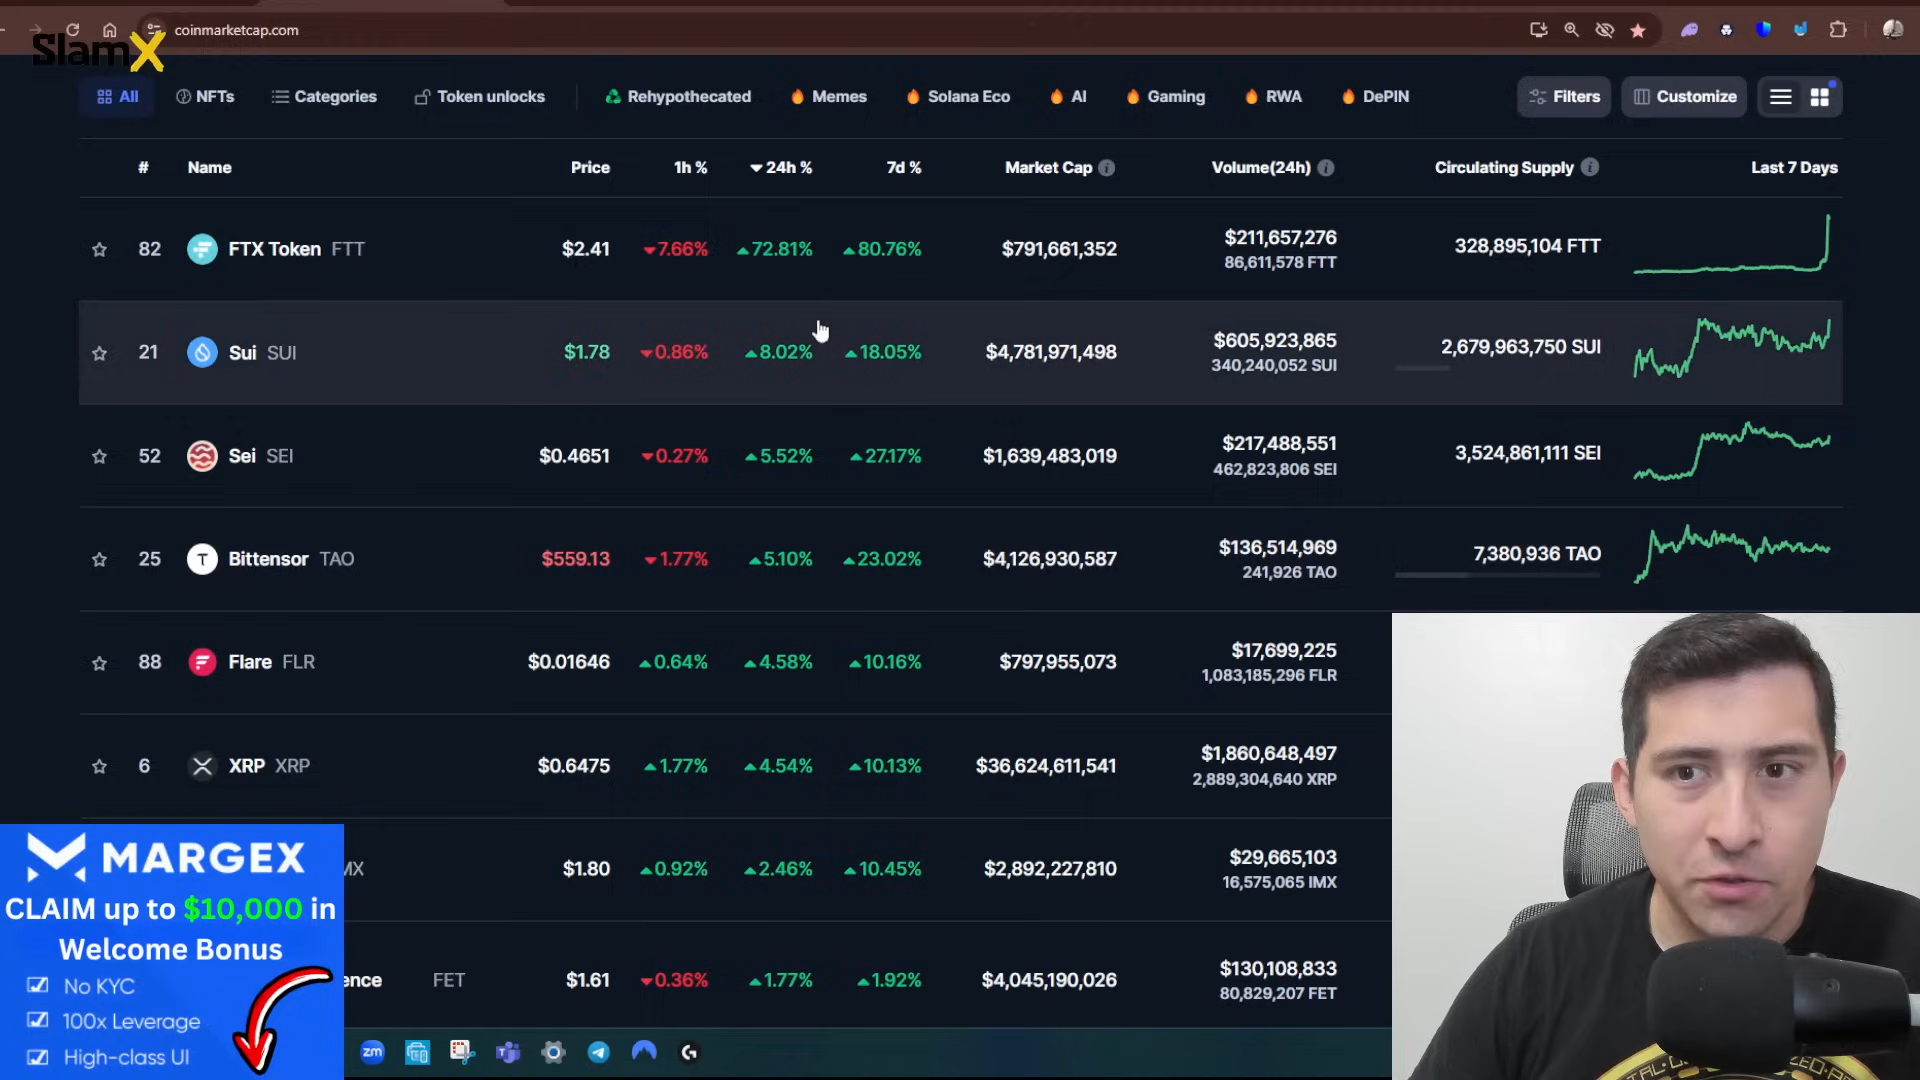 coinmarketcap.com
SlamX
All NFTs Categories Token unlocks Rehypothecated Memes Solana Eco AI Gaming RWA DePIN Filters Customize
# Name Price 1h % 24h % 7d % Market Cap Volume(24h) Circulating Supply Last 7 Days
82 FTX Token FTT $2.41 7.66% 72.81% 80.76% $791,661,352 $211,657,276 328,895,104 FTT
86,611,578 FTT
21 Sui SUI $1.78 0.86% 8.02% 18.05% $4,781,971,498 $605,923,865 2,679,963,750 SUI
340,240,052 SUI
52 Sei SEI $0.4651 0.27% 5.52% 27.17% $1,639,483,019 $217,488,551 3,524,861,111 SEI
462,823,806 SEI
25 Bittensor TAO $559.13 1.77% 5.10% 23.02% $4,126,930,587 $136,514,969 7,380,936 TAO
241,926 TAO
88 Flare FLR $0.01646 0.64% 4.58% 10.16% $797,955,073 $17,699,225
1,083,185,296 FLR
6 XRP XRP $0.6475 1.77% 4.54% 10.13% $36,624,611,541 $1,860,648,497
2,889,304,640 XRP
MX $1.80 0.92% 2.46% 10.45% $2,892,227,810 $29,665,103
16,575,065 IMX
ence FET $1.61 0.36% 1.77% 1.92% $4,045,190,026 $130,108,833
80,829,207 FET
MARGEX
CLAIM up to $10,000 in
Welcome Bonus
No KYC
100x Leverage
High-class UI
zm